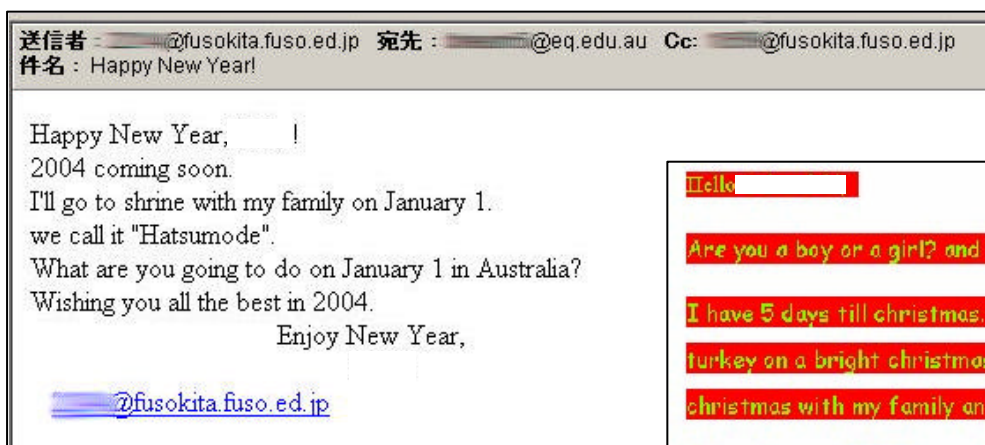 送信者： @fusokita.fuso.ed.jp 宛先： @eq.edu.au Cc: @fusokita.fuso.ed.jp
件名： Happy New Year!
Happy New Year, !
2004 coming soon.
I'll go to shrine with my family on January 1.
we call it "Hatsumode".
What are you going to do on January 1 in Australia?
Wishing you all the best in 2004.
Enjoy New Year,
@fusokita.fuso.ed.jp
Hello
Are you a boy or a girl? and
I have 5 days till christmas.
turkey on a bright christmas
christmas with my family an